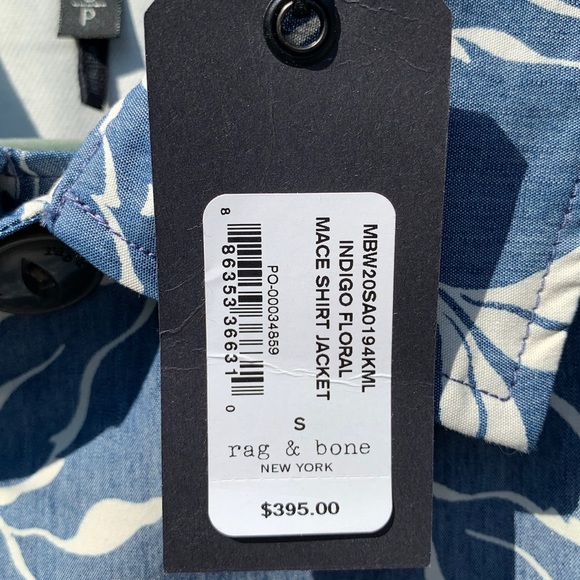 P
MBW20SA0194KML
INDIGO FLORAL
MACE SHIRT JACKET
PO-00034859
8 86353 36631 0
S
rag & bone
NEW YORK
$395.00